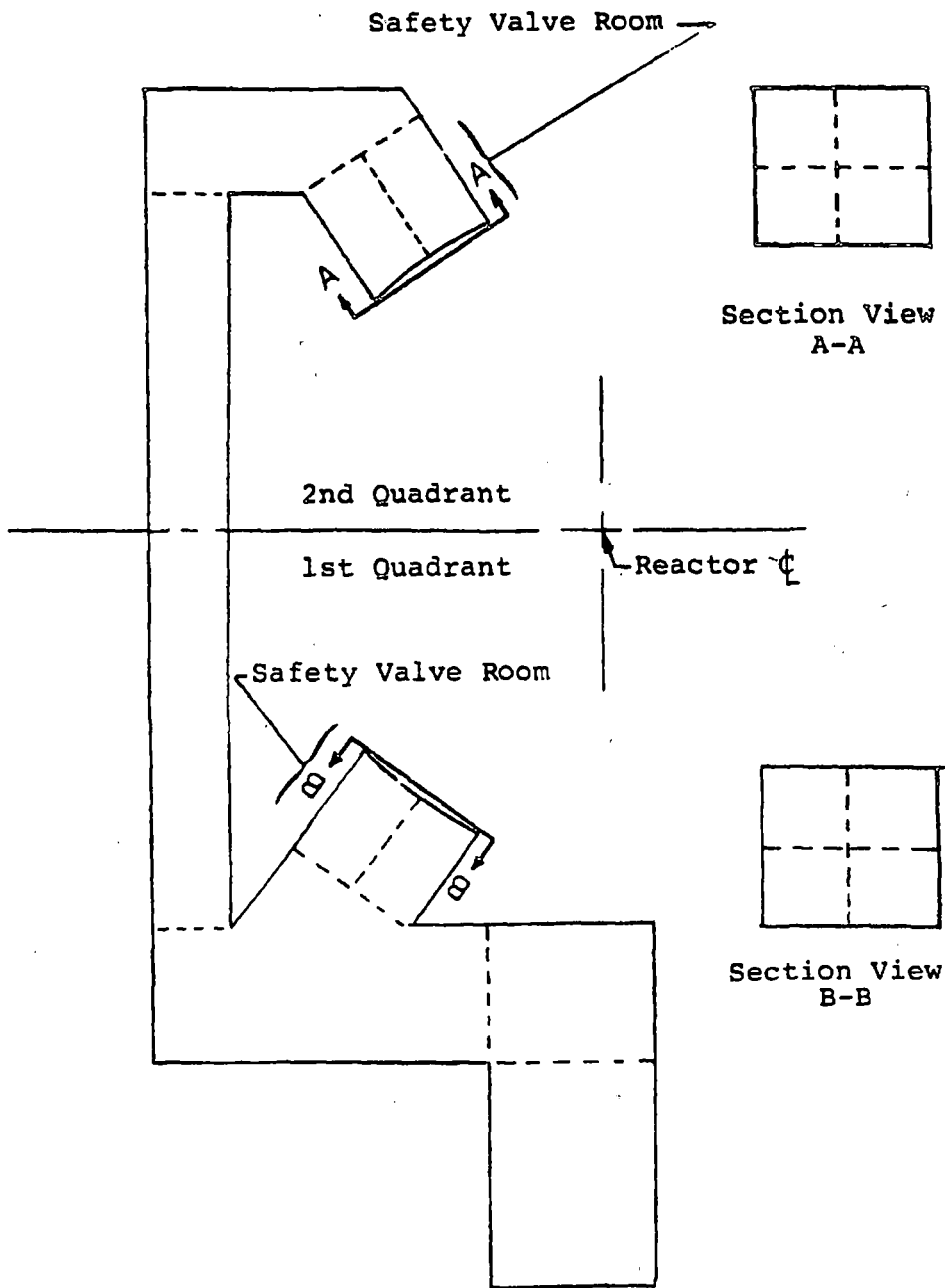 Safety Valve Room
A
A
Section View
A-A
2nd Quadrant
1st Quadrant
Reactor ℄
Safety Valve Room
B
B
Section View
B-B